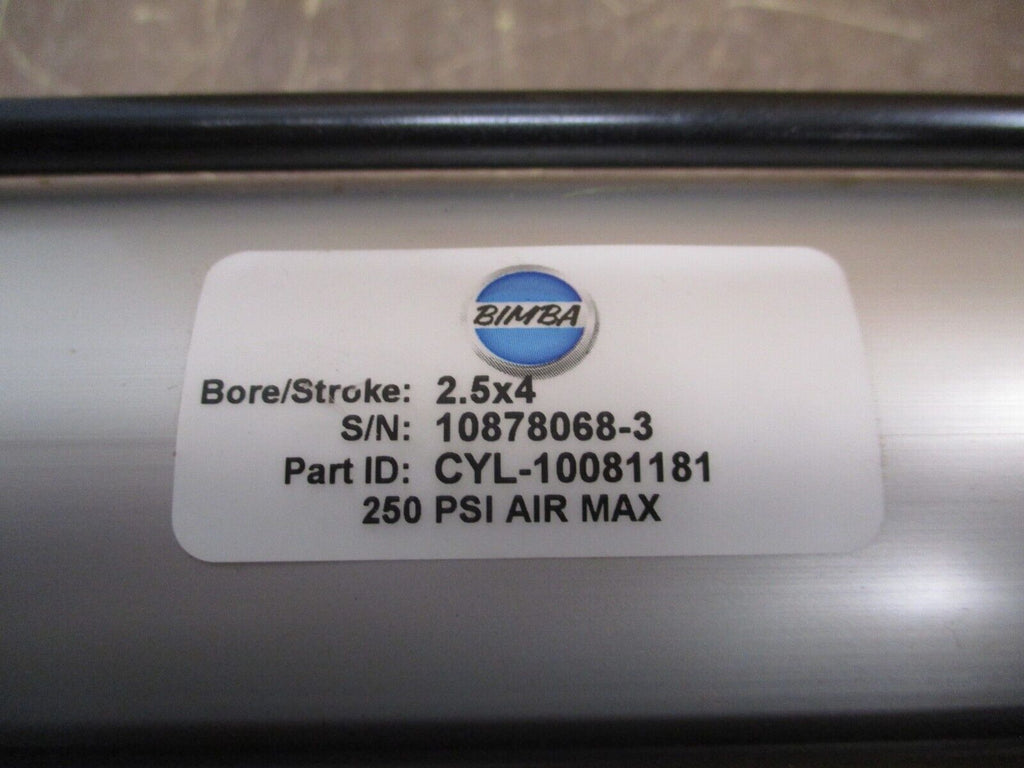 BIMBA
Bore/Stroke: 2.5x4
S/N: 10878068-3
Part ID: CYL-10081181
250 PSI AIR MAX